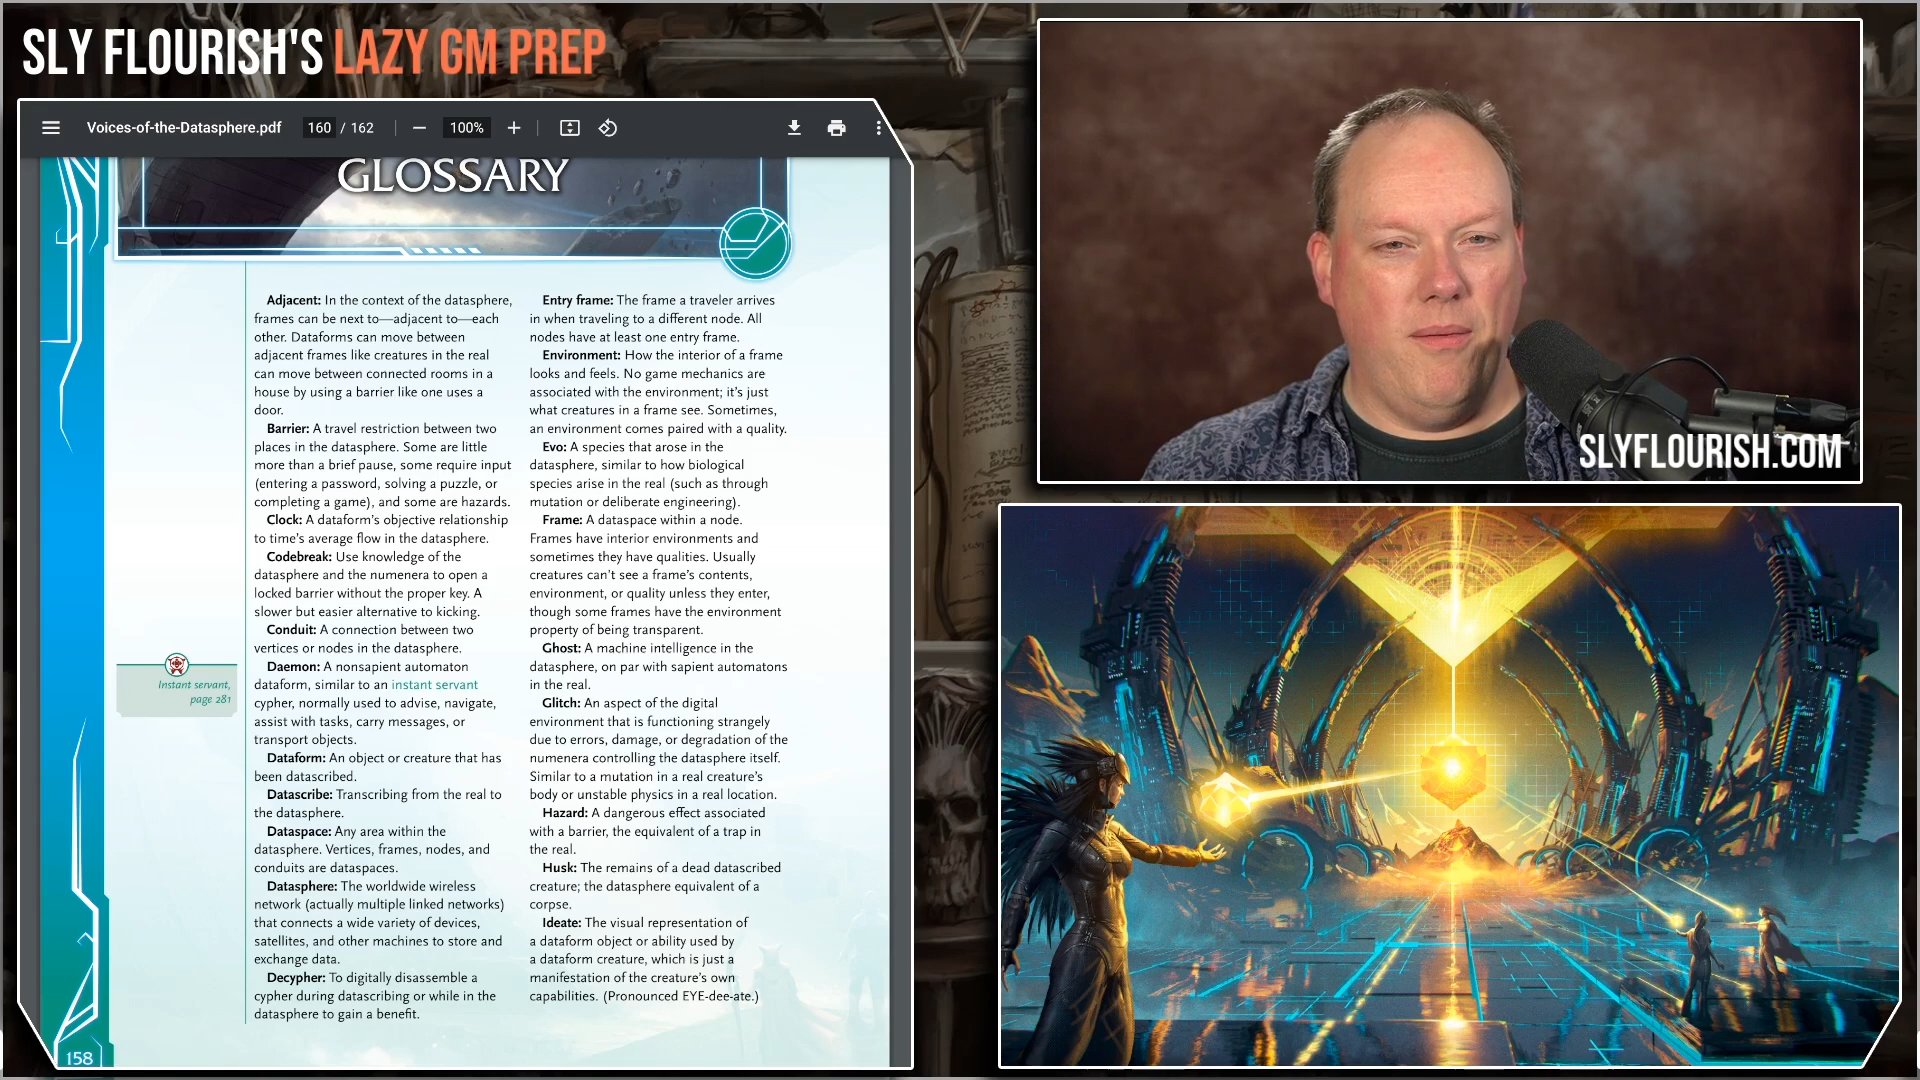 SLY FLOURISH'S LAZY GM PREP
Voices-of-the-Datasphere.pdf 160 / 162 100%
GLOSSARY
Adjacent: In the context of the datasphere,
frames can be next to—adjacent to—each
other. Dataforms can move between
adjacent frames like creatures in the real
can move between connected rooms in a
house by using a barrier like one uses a
door.
Barrier: A travel restriction between two
places in the datasphere. Some are little
more than a brief pause, some require input
(entering a password, solving a puzzle, or
completing a game), and some are hazards.
Clock: A dataform's objective relationship
to time's average flow in the datasphere.
Codebreak: Use knowledge of the
datasphere and the numenera to open a
locked barrier without the proper key. A
slower but easier alternative to kicking.
Conduit: A connection between two
vertices or nodes in the datasphere.
Daemon: A nonsapient automaton
dataform, similar to an instant servant
cypher, normally used to advise, navigate,
assist with tasks, carry messages, or
transport objects.
Dataform: An object or creature that has
been datascribed.
Datascribe: Transcribing from the real to
the datasphere.
Dataspace: Any area within the
datasphere. Vertices, frames, nodes, and
conduits are dataspaces.
Datasphere: The worldwide wireless
network (actually multiple linked networks)
that connects a wide variety of devices,
satellites, and other machines to store and
exchange data.
Decypher: To digitally disassemble a
cypher during datascribing or while in the
datasphere to gain a benefit.
Instant servant,
page 281
Entry frame: The frame a traveler arrives
in when traveling to a different node. All
nodes have at least one entry frame.
Environment: How the interior of a frame
looks and feels. No game mechanics are
associated with the environment; it's just
what creatures in a frame see. Sometimes,
an environment comes paired with a quality.
Evo: A species that arose in the
datasphere, similar to how biological
species arise in the real (such as through
mutation or deliberate engineering).
Frame: A dataspace within a node.
Frames have interior environments and
sometimes they have qualities. Usually
creatures can't see a frame's contents,
environment, or quality unless they enter,
though some frames have the environment
property of being transparent.
Ghost: A machine intelligence in the
datasphere, on par with sapient automatons
in the real.
Glitch: An aspect of the digital
environment that is functioning strangely
due to errors, damage, or degradation of the
numenera controlling the datasphere itself.
Similar to a mutation in a real creature's
body or unstable physics in a real location.
Hazard: A dangerous effect associated
with a barrier, the equivalent of a trap in
the real.
Husk: The remains of a dead datascribed
creature; the datasphere equivalent of a
corpse.
Ideate: The visual representation of
a dataform object or ability used by
a dataform creature, which is just a
manifestation of the creature's own
capabilities. (Pronounced EYE-dee-ate.)
158
SLYFLOURISH.COM